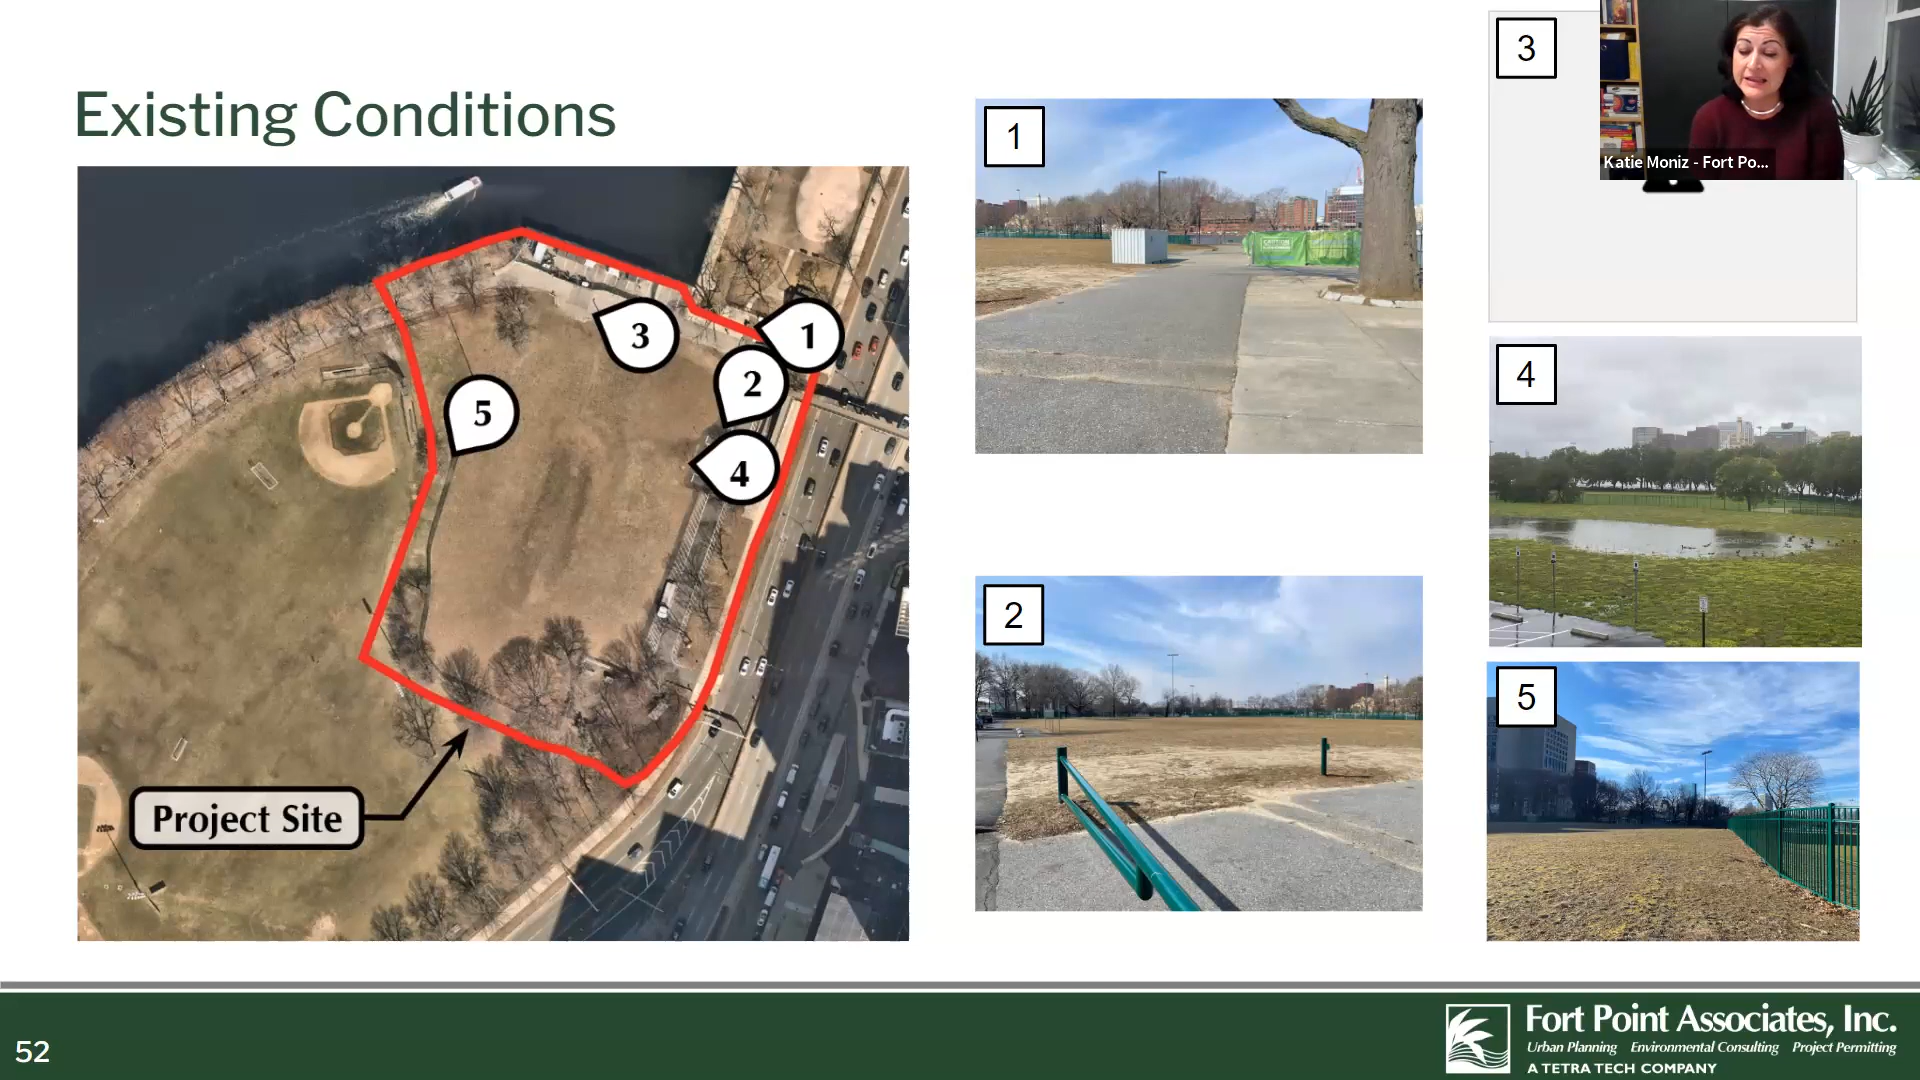 Existing Conditions
3
1
2
5
4
Project Site
1
2
3
Katie Moniz - Fort Po...
4
5
52
Fort Point Associates, Inc.
Urban Planning Environmental Consulting Project Permitting
A TETRA TECH COMPANY